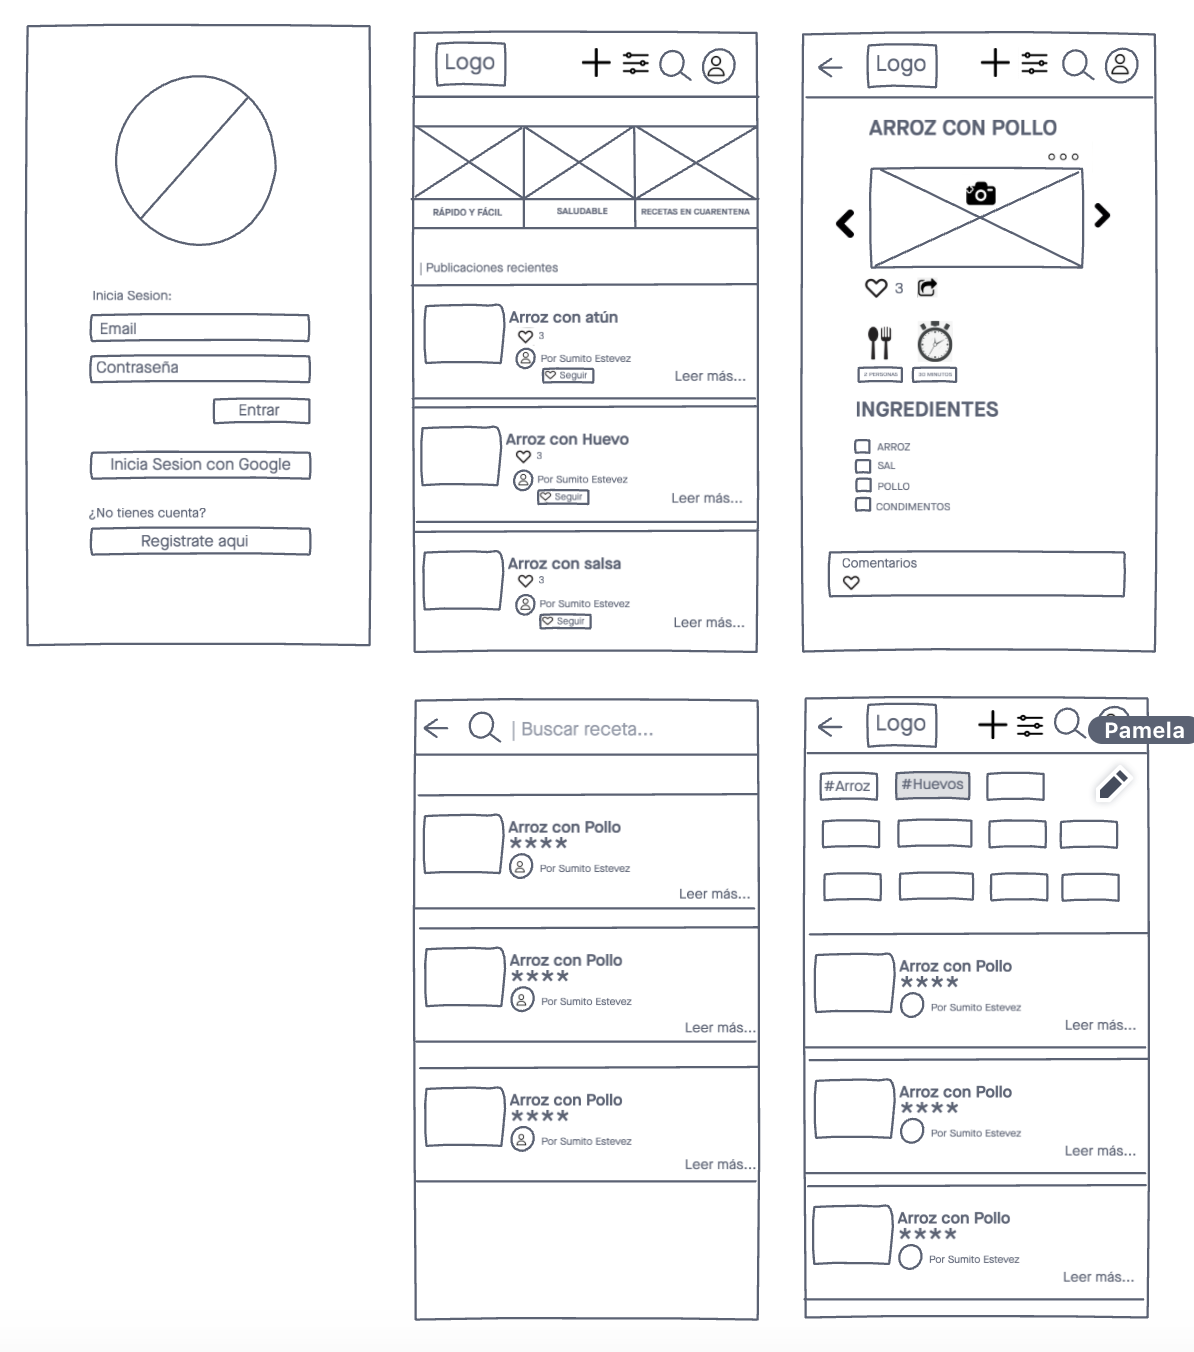 Inicia Sesion:
Email
Contraseña
Entrar
Inicia Sesion con Google
¿No tienes cuenta?
Registrate aqui
Logo
RÁPIDO Y FÁCIL
SALUDABLE
RECETAS EN CUARENTENA
| Publicaciones recientes
Arroz con atún
3
Por Sumito Estevez
Seguir
Leer más...
Arroz con Huevo
3
Por Sumito Estevez
Seguir
Leer más...
Arroz con salsa
3
Por Sumito Estevez
Seguir
Leer más...
Logo
ARROZ CON POLLO
3
2 PERSONAS
30 MINUTOS
INGREDIENTES
ARROZ
SAL
POLLO
CONDIMENTOS
Comentarios
| Buscar receta...
Arroz con Pollo
****
Por Sumito Estevez
Leer más...
Arroz con Pollo
****
Por Sumito Estevez
Leer más...
Arroz con Pollo
****
Por Sumito Estevez
Leer más...
Logo
Pamela
#Arroz
#Huevos
Arroz con Pollo
****
Por Sumito Estevez
Leer más...
Arroz con Pollo
****
Por Sumito Estevez
Leer más...
Arroz con Pollo
****
Por Sumito Estevez
Leer más...